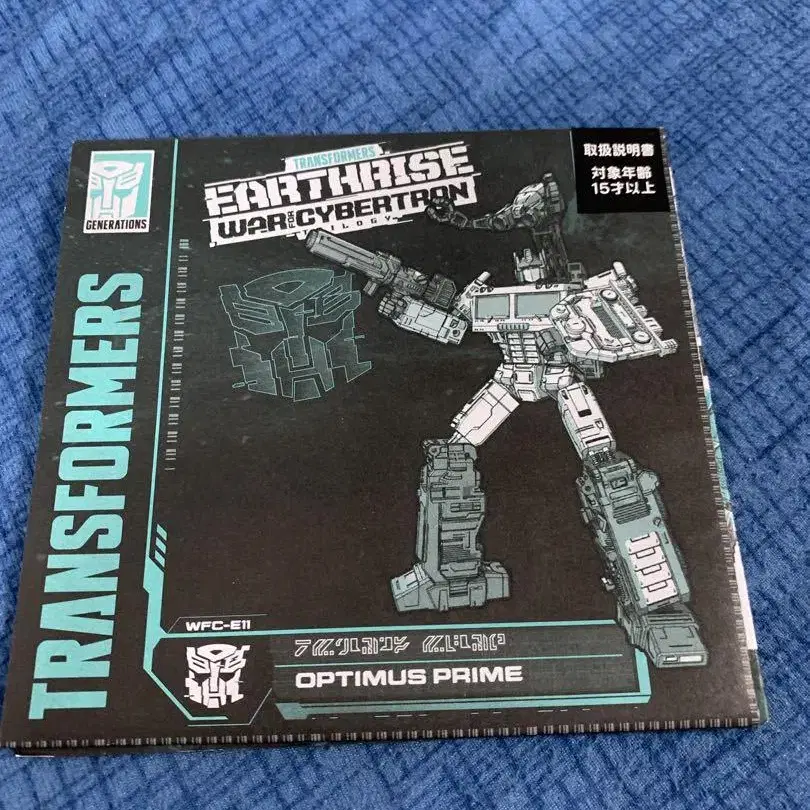 GENERATIONS
TRANSFORMERS
TRANSFORMERS
EARTHRISE
WAR FOR CYBERTRON
TRILOGY
取扱説明書
対象年齢
15才以上
WFC-E11
OPTIMUS PRIME